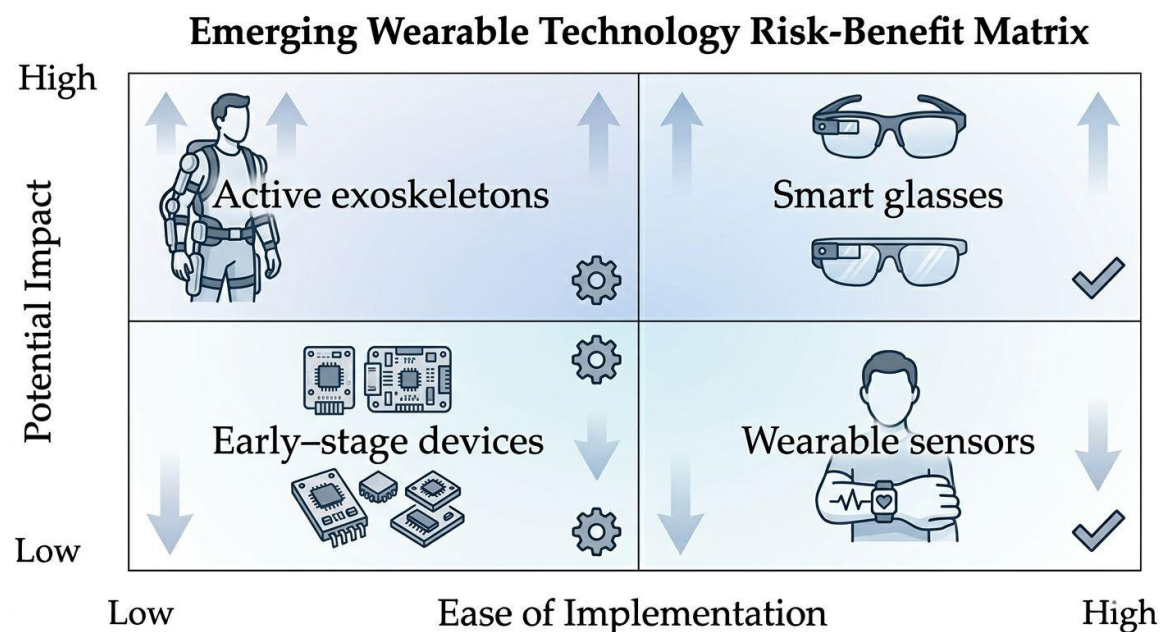 Emerging Wearable Technology Risk-Benefit Matrix
High
Potential Impact
Active exoskeletons
Smart glasses
Early–stage devices
Wearable sensors
Low
Low
Ease of Implementation
High